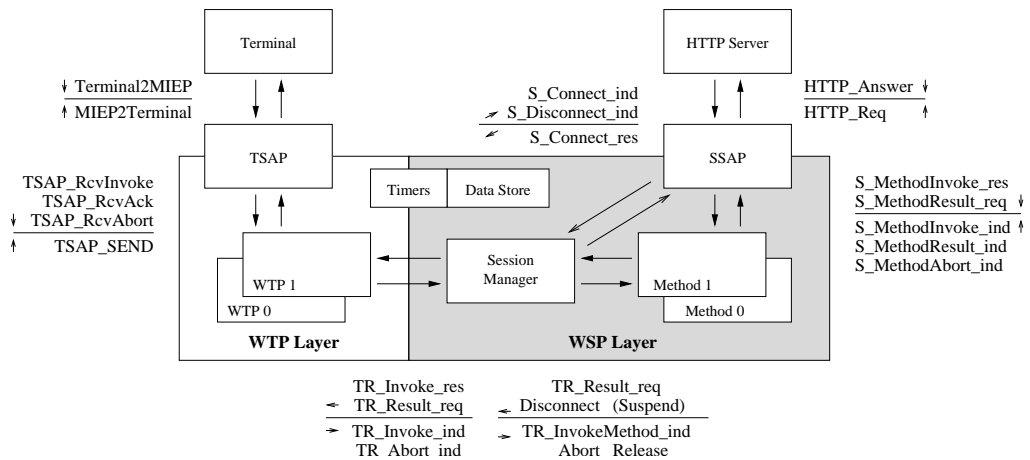 Terminal
HTTP Server
Terminal2MIEP
MIEP2Terminal
S_Connect_ind
S_Disconnect_ind
S_Connect_res
HTTP_Answer
HTTP_Req
TSAP
SSAP
Timers
Data Store
TSAP_RcvInvoke
TSAP_RcvAck
TSAP_RcvAbort
TSAP_SEND
S_MethodInvoke_res
S_MethodResult_req
S_MethodInvoke_ind
S_MethodResult_ind
S_MethodAbort_ind
WTP 1
WTP 0
Session
Manager
Method 1
Method 0
WTP Layer
WSP Layer
TR_Invoke_res
TR_Result_req
TR_Invoke_ind
TR_Abort_ind
TR_Result_req
Disconnect (Suspend)
TR_InvokeMethod_ind
Abort_Release